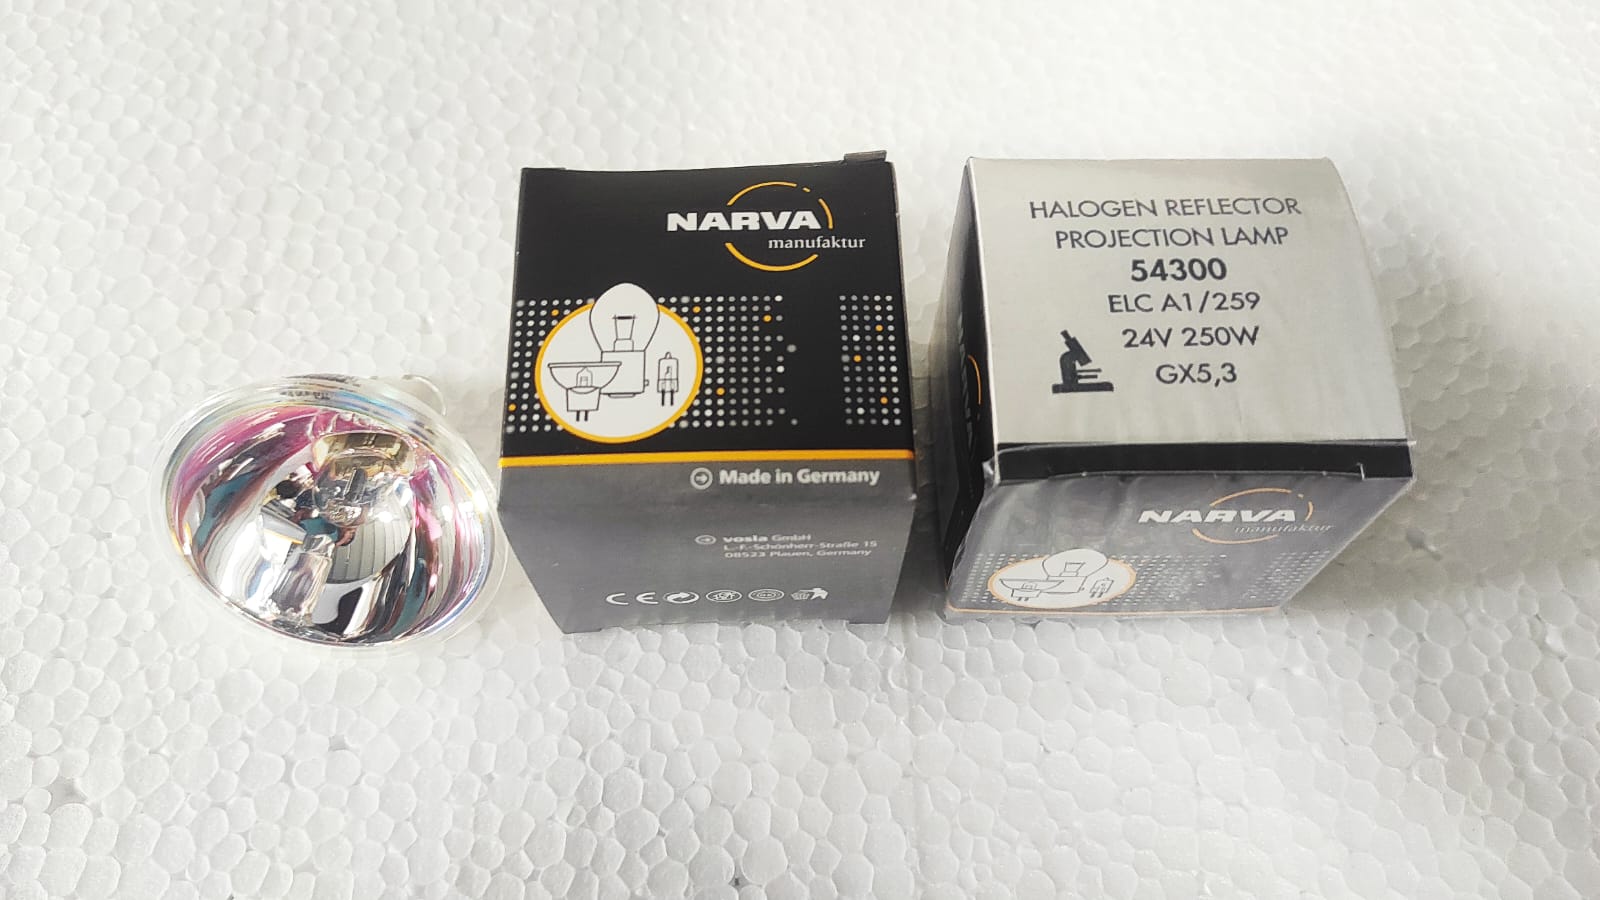 NARVA
manufaktur
Made in Germany
vosla GmbH
L.-F.-Schönherr-Straße 15
08523 Plauen, Germany
CE
HALOGEN REFLECTOR
PROJECTION LAMP
54300
ELC A1/259
24V 250W
GX5,3
NARVA
manufaktur